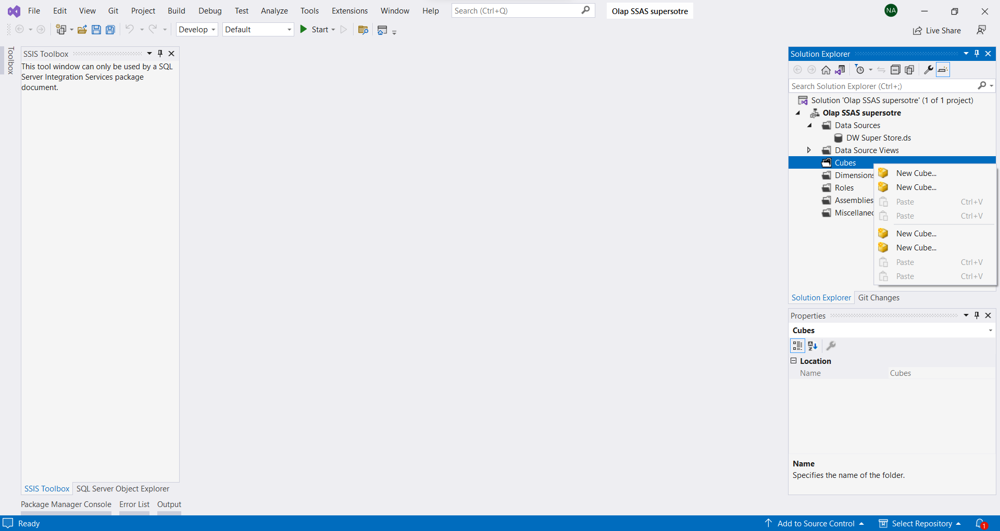 File Edit View Git Project Build Debug Test Analyze Tools Extensions Window Help Search (Ctrl+Q) Olap SSAS supersotre NA
Develop Default Start Live Share
Toolbox
SSIS Toolbox
This tool window can only be used by a SQL
Server Integration Services package
document.
SSIS Toolbox SQL Server Object Explorer
Package Manager Console Error List Output
Solution Explorer
Search Solution Explorer (Ctrl+;)
Solution 'Olap SSAS supersotre' (1 of 1 project)
Olap SSAS supersotre
Data Sources
DW Super Store.ds
Data Source Views
Cubes
Dimensions
Roles
Assemblies
Miscellanec
New Cube...
New Cube...
Paste Ctrl+V
Paste Ctrl+V
New Cube...
New Cube...
Paste Ctrl+V
Paste Ctrl+V
Solution Explorer Git Changes
Properties
Cubes
Location
Name Cubes
Name
Specifies the name of the folder.
Ready Add to Source Control Select Repository 1